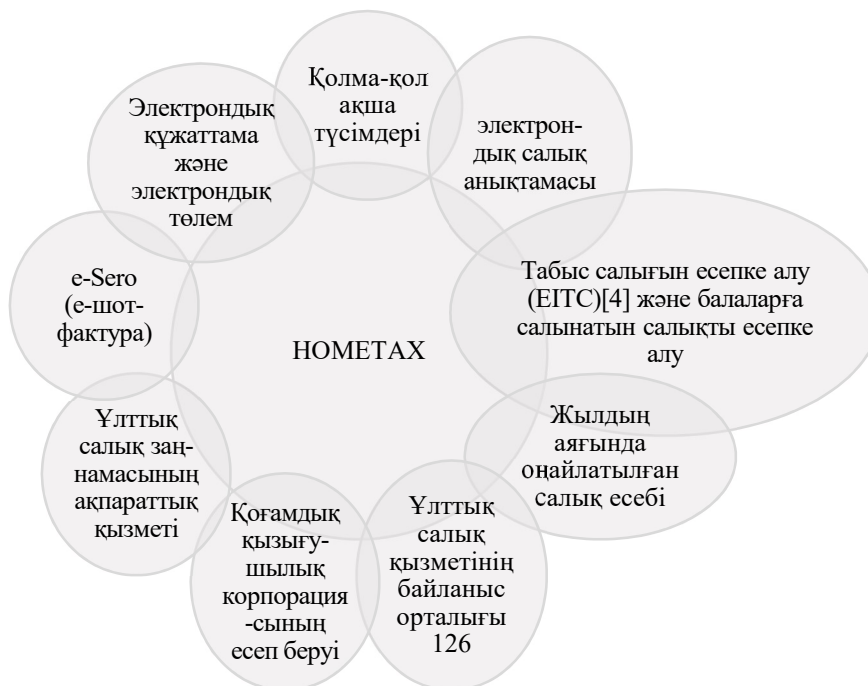 Қолма-қол
ақша
түсімдері
электрон-
дық салық
анықтамасы
Табыс салығын есепке алу
(EITC)[4] және балаларға
салынатын салықты есепке
алу
Жылдың
аяғында
оңайлатылған
салық есебі
Ұлттық
салық
қызметінің
байланыс
орталығы
126
Қоғамдық
қызығу-
шылық
корпорация
-сының
есеп беруі
Ұлттық
салық заң-
намасының
ақпараттық
қызметі
e-Sero
(е-шот-
фактура)
Электрондық
құжаттама
және
электрондық
төлем
HOMETAX